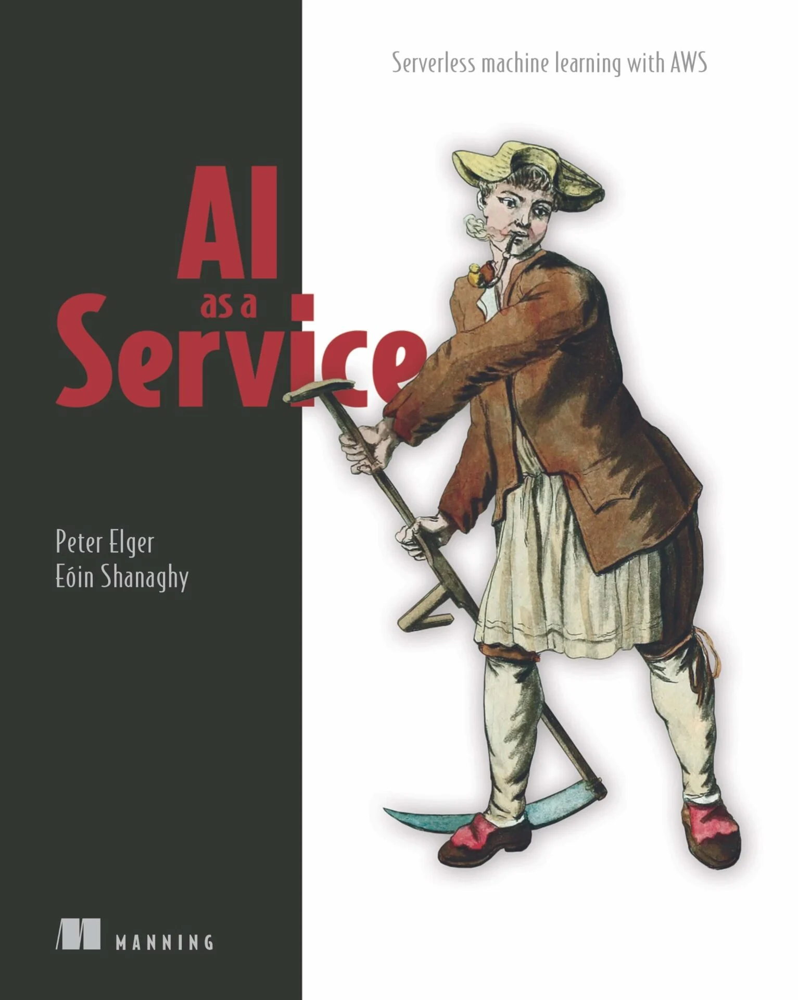 Serverless machine learning with AWS
AI
as a
Service
Peter Elger
Eóin Shanaghy
MANNING